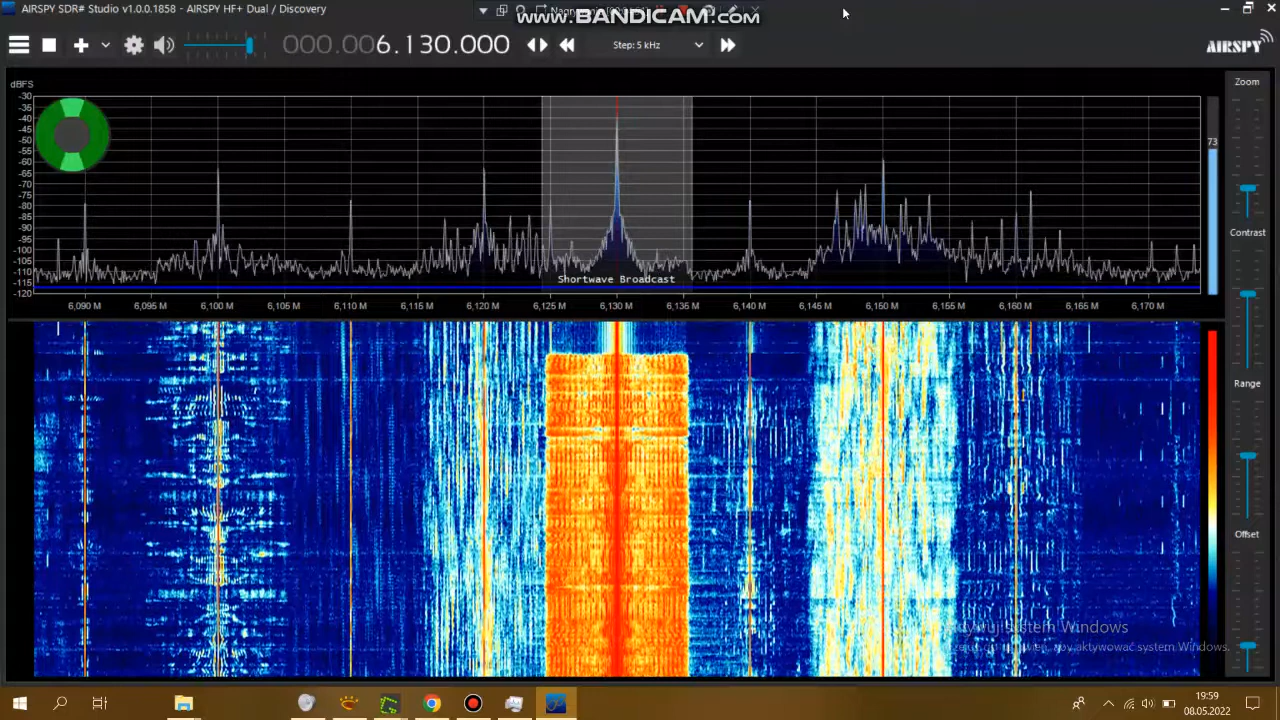 AIRSPY SDR# Studio v1.0.0.1858 - AIRSPY HF+ Dual / Discovery
www.BANDICAM.com
000.006.130.000
Step: 5 kHz
AIRSPY
dBFS
-30
-35
-40
-45
-50
-55
-60
-65
-70
-75
-80
-85
-90
-95
-100
-105
-110
-115
-120
73
Shortwave Broadcast
6,090 M
6,095 M
6,100 M
6,105 M
6,110 M
6,115 M
6,120 M
6,125 M
6,130 M
6,135 M
6,140 M
6,145 M
6,150 M
6,155 M
6,160 M
6,165 M
6,170 M
Zoom
Contrast
Range
Offset
system Windows
aby aktywować system Windows.
19:59
08.05.2022